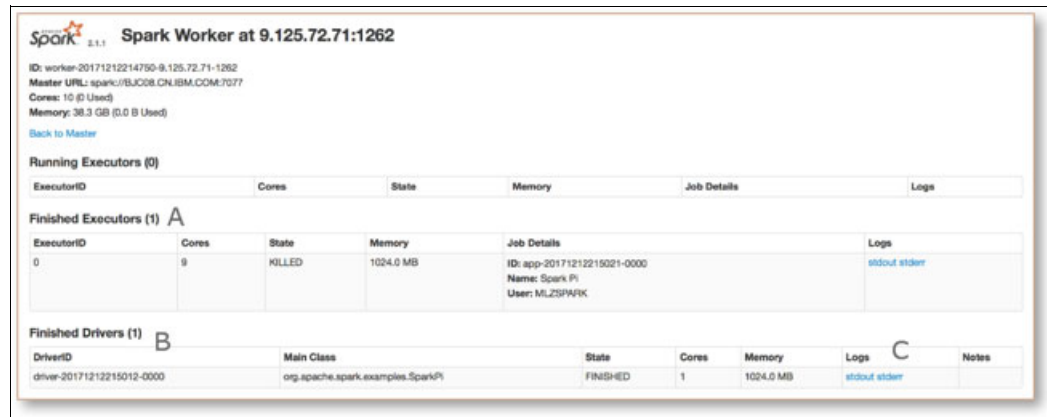 Spark 2.1.1 Spark Worker at 9.125.72.71:1262
ID: worker-20171212214750-9.125.72.71-1262
Master URL: spark://BJC08.CN.IBM.COM:7077
Cores: 10 (0 Used)
Memory: 38.3 GB (0.0 B Used)
Back to Master
Running Executors (0)
ExecutorID Cores State Memory Job Details Logs
Finished Executors (1) A
ExecutorID Cores State Memory Job Details Logs
0 9 KILLED 1024.0 MB ID: app-20171212215021-0000 stdout stderr
Name: Spark Pi
User: MLZSPARK
Finished Drivers (1) B
DriverID Main Class State Cores Memory Logs C Notes
driver-20171212215012-0000 org.apache.spark.examples.SparkPi FINISHED 1 1024.0 MB stdout stderr